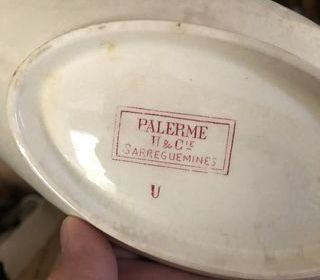 PALERME
U & CIE
SARREGUEMINES
U